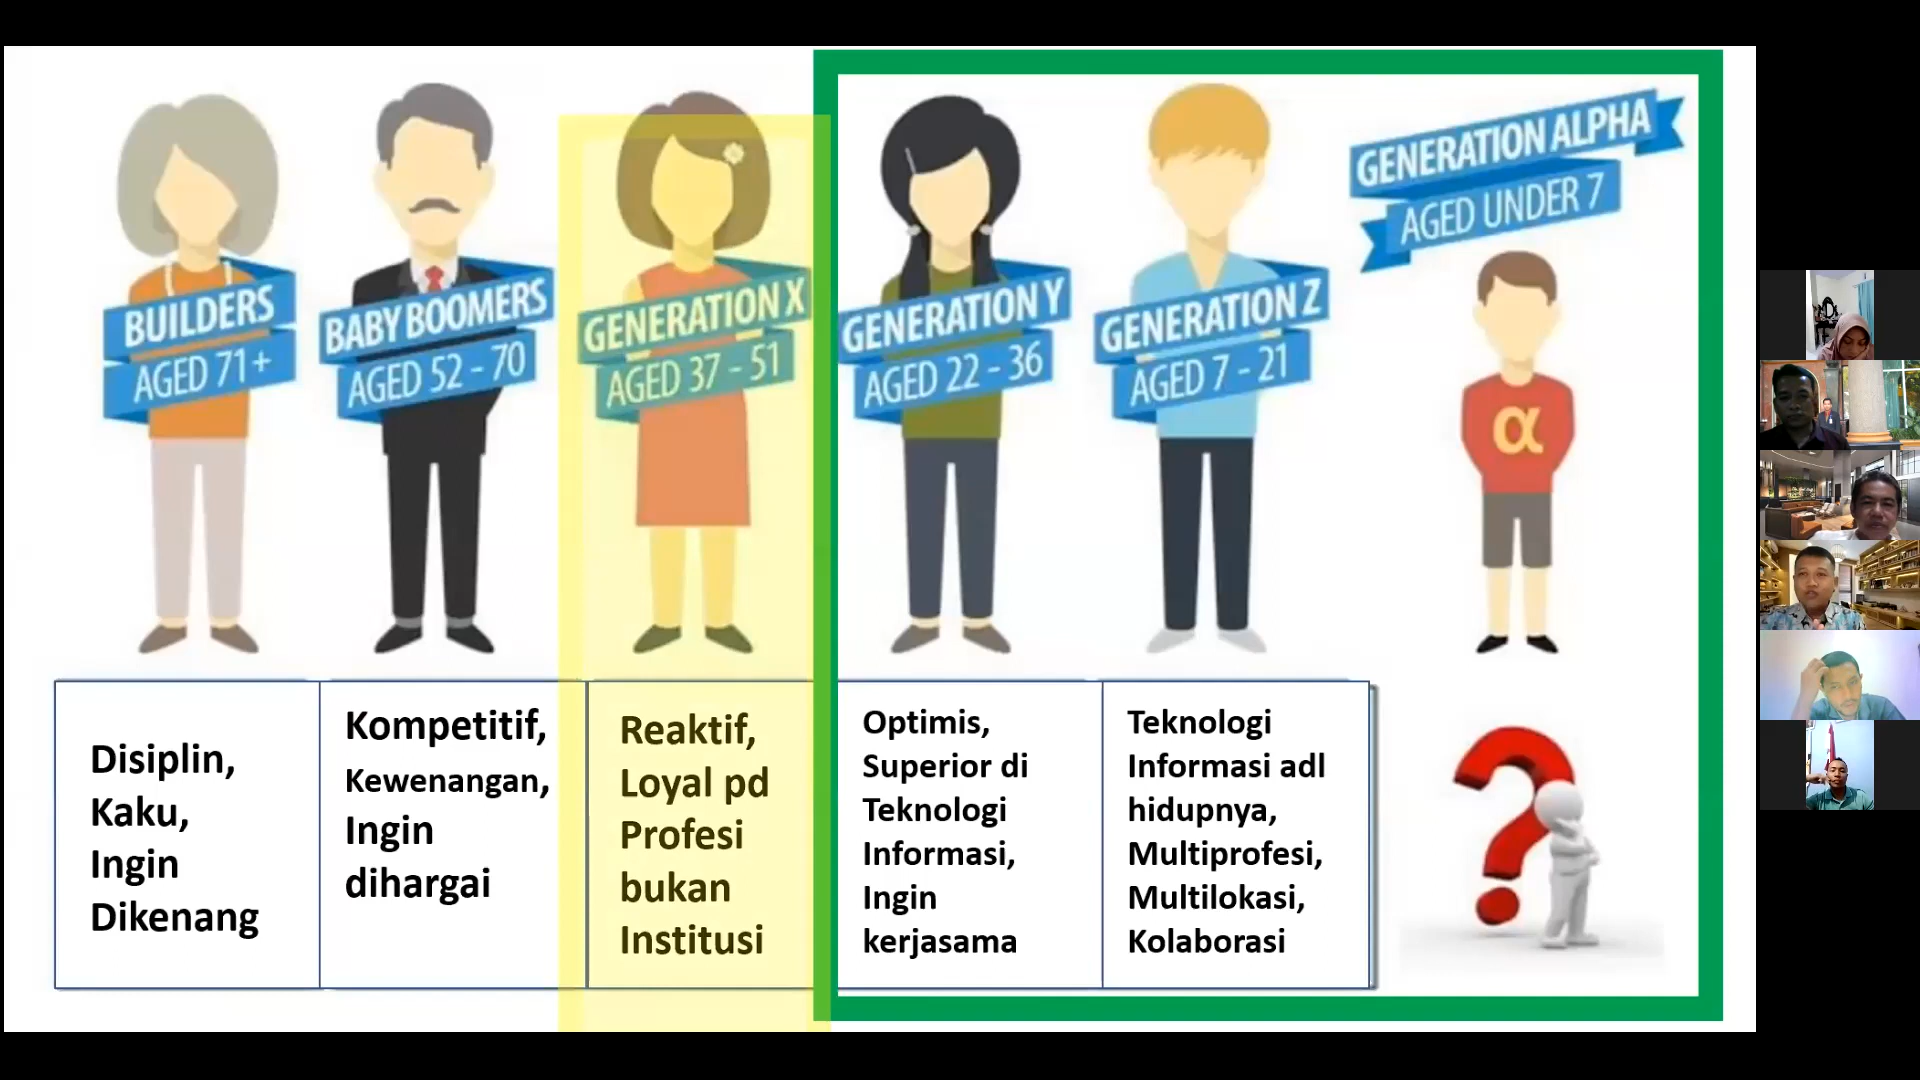 BUILDERS
AGED 71+
BABY BOOMERS
AGED 52 - 70
GENERATION X
AGED 37 - 51
GENERATION Y
AGED 22 - 36
GENERATION Z
AGED 7 - 21
GENERATION ALPHA
AGED UNDER 7
α
Disiplin,
Kaku,
Ingin
Dikenang
Kompetitif,
Kewenangan,
Ingin
dihargai
Reaktif,
Loyal pd
Profesi
bukan
Institusi
Optimis,
Superior di
Teknologi
Informasi,
Ingin
kerjasama
Teknologi
Informasi adl
hidupnya,
Multiprofesi,
Multilokasi,
Kolaborasi
?